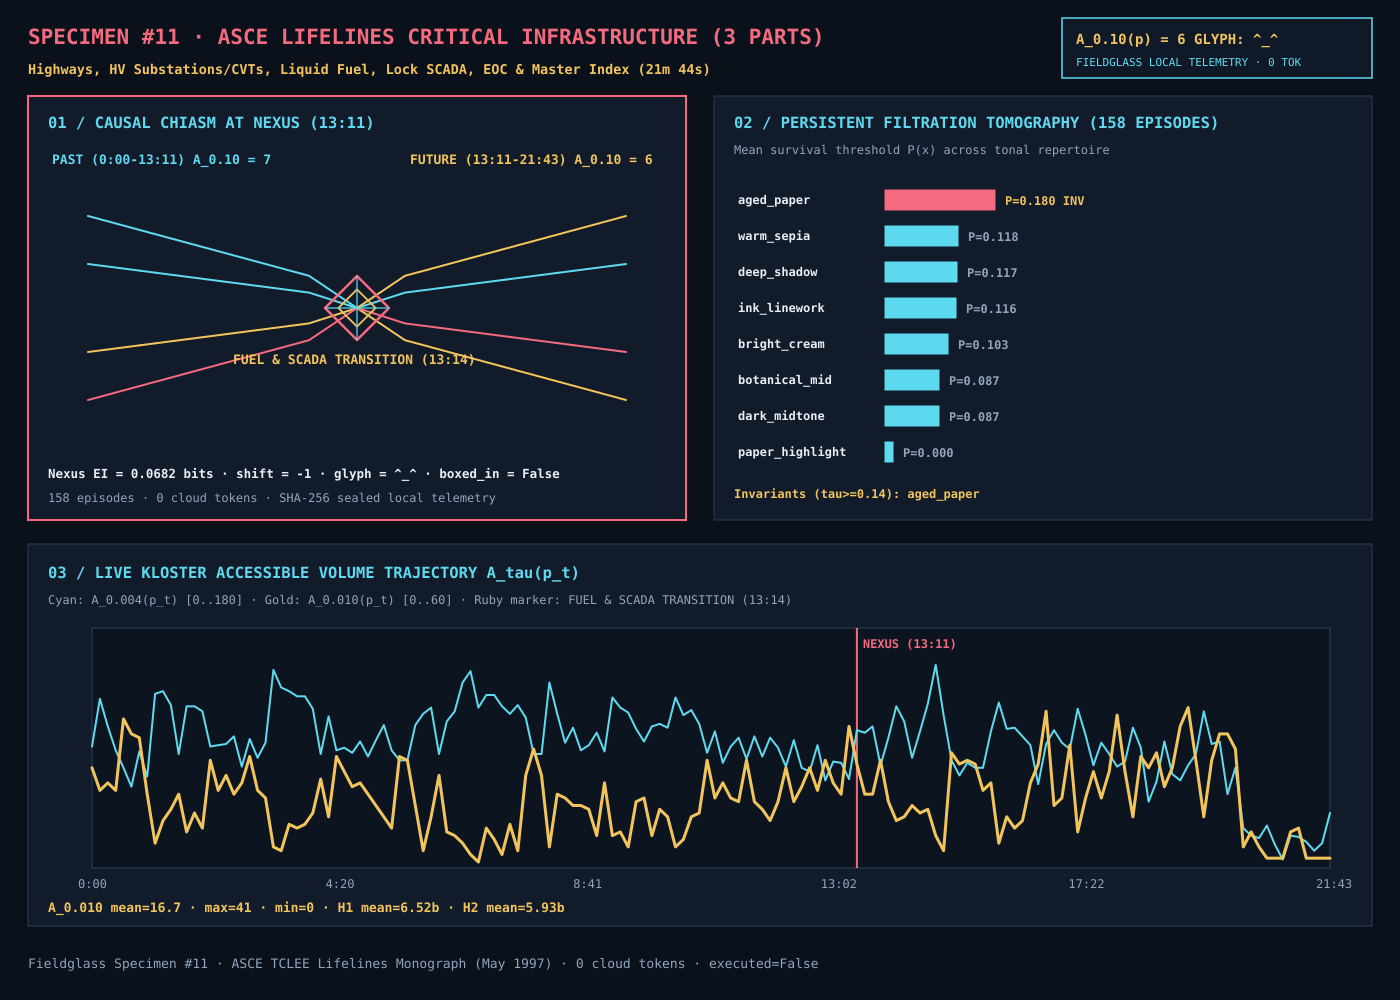 SPECIMEN #11 · ASCE LIFELINES CRITICAL INFRASTRUCTURE (3 PARTS)
Highways, HV Substations/CVTs, Liquid Fuel, Lock SCADA, EOC & Master Index (21m 44s)
A_0.10(p) = 6 GLYPH: ^_^
FIELDGLASS LOCAL TELEMETRY · 0 TOK
01 / CAUSAL CHIASM AT NEXUS (13:11)
PAST (0:00-13:11) A_0.10 = 7
FUTURE (13:11-21:43) A_0.10 = 6
FUEL & SCADA TRANSITION (13:14)
Nexus EI = 0.0682 bits · shift = -1 · glyph = ^_^ · boxed_in = False
158 episodes · 0 cloud tokens · SHA-256 sealed local telemetry
02 / PERSISTENT FILTRATION TOMOGRAPHY (158 EPISODES)
Mean survival threshold P(x) across tonal repertoire
aged_paper P=0.180 INV
warm_sepia P=0.118
deep_shadow P=0.117
ink_linework P=0.116
bright_cream P=0.103
botanical_mid P=0.087
dark_midtone P=0.087
paper_highlight P=0.000
Invariants (tau>=0.14): aged_paper
03 / LIVE KLOSTER ACCESSIBLE VOLUME TRAJECTORY A_tau(p_t)
Cyan: A_0.004(p_t) [0..180] · Gold: A_0.010(p_t) [0..60] · Ruby marker: FUEL & SCADA TRANSITION (13:14)
NEXUS (13:11)
0:00 4:20 8:41 13:02 17:22 21:43
A_0.010 mean=16.7 · max=41 · min=0 · H1 mean=6.52b · H2 mean=5.93b
Fieldglass Specimen #11 · ASCE TCLEE Lifelines Monograph (May 1997) · 0 cloud tokens · executed=False